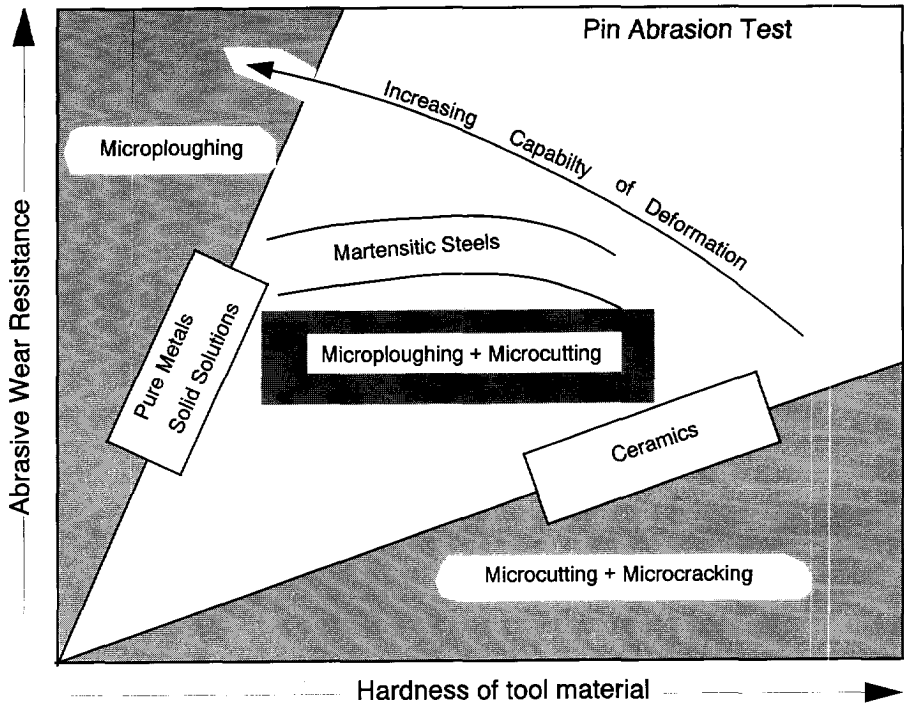 Pin Abrasion Test
Increasing Capabilty of Deformation
Microploughing
Martensitic Steels
Pure Metals
Solid Solutions
Microploughing + Microcutting
Ceramics
Microcutting + Microcracking
Abrasive Wear Resistance
Hardness of tool material